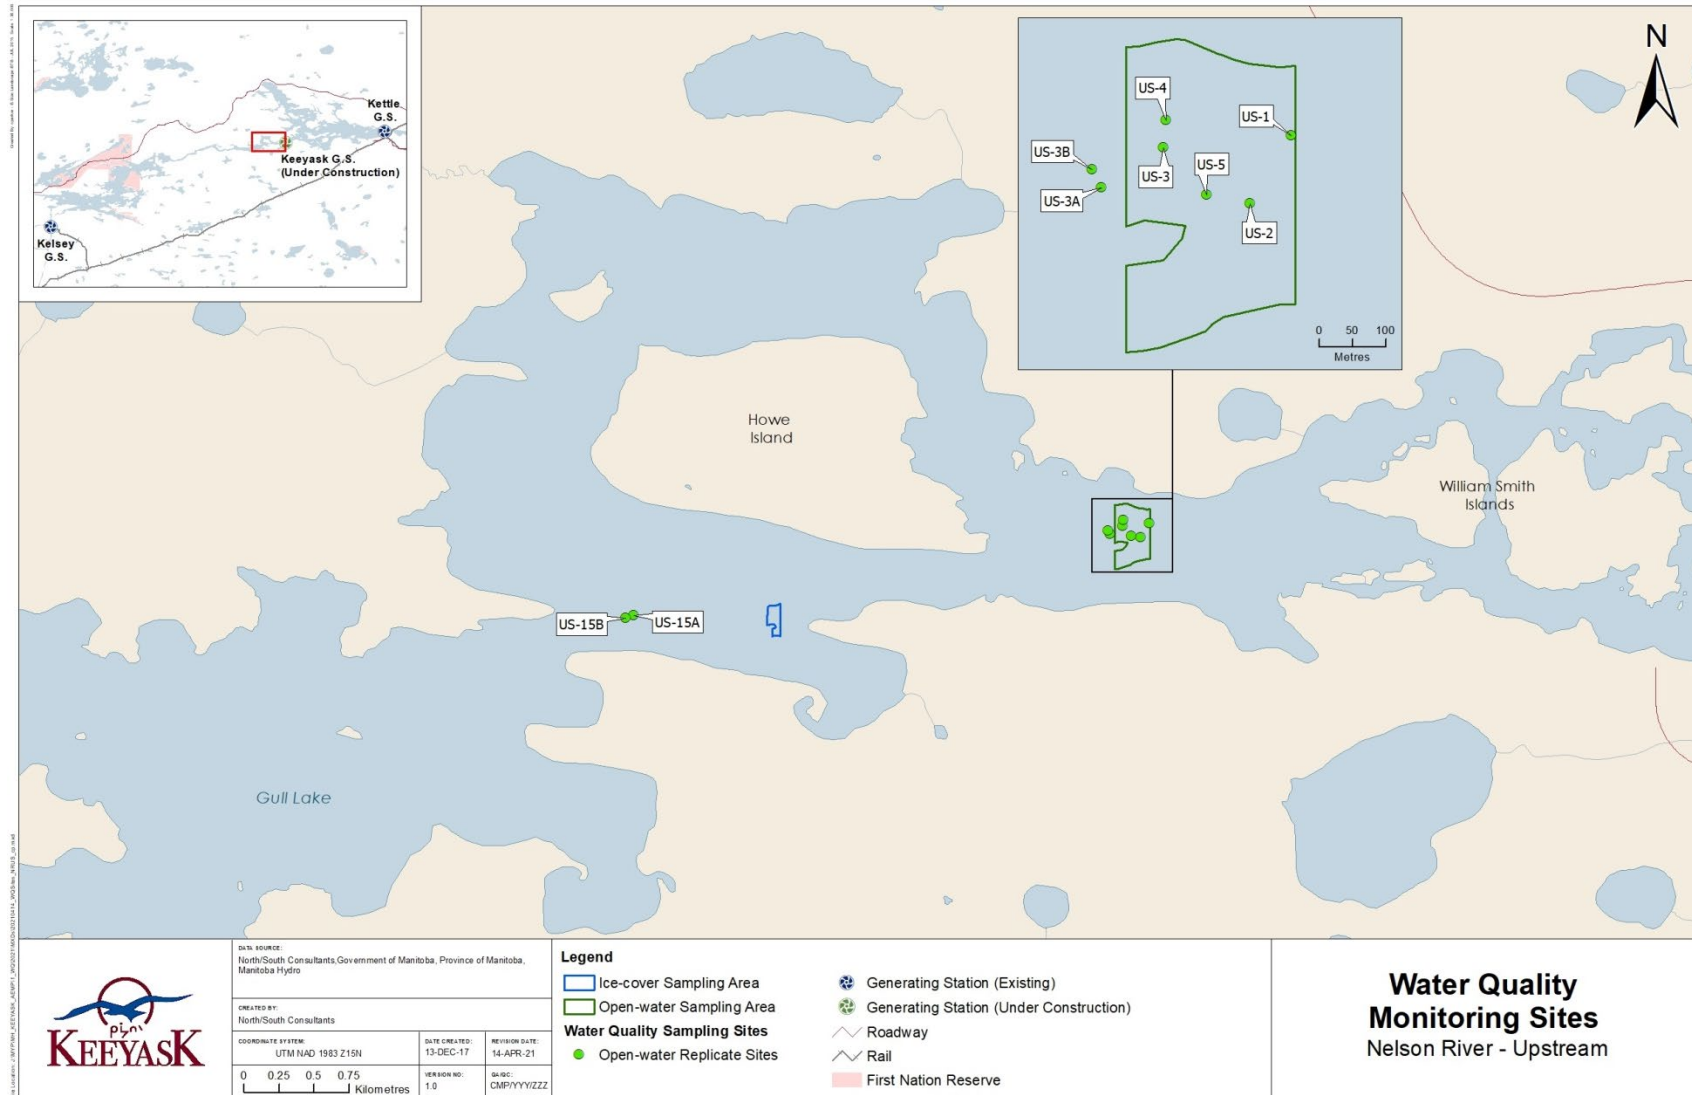 Kettle
G.S.
Keeyask G.S.
(Under Construction)
Kelsey
G.S.
US-4
US-1
US-3B
US-5
US-3
US-3A
US-2
0 50 100
Metres
N
Howe
Island
William Smith
Islands
US-15B
US-15A
Gull Lake
KEEYASK
DATA SOURCE:
North/South Consultants,Government of Manitoba, Province of Manitoba,
Manitoba Hydro
CREATED BY:
North/South Consultants
COORDINATE SYSTEM:
UTM NAD 1983 Z15N
DATE CREATED:
13-DEC-17
REVISION DATE:
14-APR-21
0 0.25 0.5 0.75
Kilometres
VERSION NO:
1.0
QA/QC:
CMP/YYY/ZZZ
Legend
Ice-cover Sampling Area
Open-water Sampling Area
Water Quality Sampling Sites
Open-water Replicate Sites
Generating Station (Existing)
Generating Station (Under Construction)
Roadway
Rail
First Nation Reserve
Water Quality
Monitoring Sites
Nelson River - Upstream